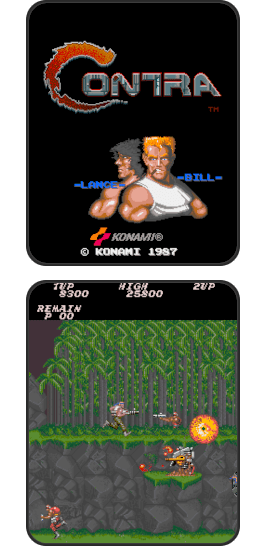 CONTRA
TM
-LANCE-
-BILL-
KONAMI®
© KONAMI 1987
1UP HIGH 2UP
8300 25800
REMAIN
P 00